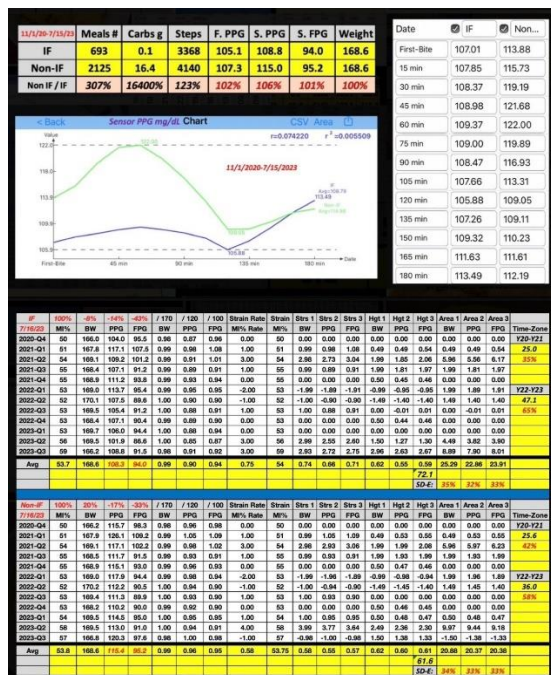 11/1/20-7/15/23 Meals # Carbs g Steps F. PPG S. PPG S. FPG Weight
IF 693 0.1 3368 105.1 108.8 94.0 168.6
Non-IF 2125 16.4 4140 107.3 115.0 95.2 168.6
Non IF / IF 307% 16400% 123% 102% 106% 101% 100%
Date... IF Non...
First-Bite 107.01 113.88
15 min 107.85 115.73
30 min 108.37 119.19
45 min 108.98 121.68
60 min 109.37 122.00
75 min 109.00 119.89
90 min 108.47 116.93
105 min 107.66 113.31
120 min 105.88 109.05
135 min 107.26 109.11
150 min 109.32 110.23
165 min 111.63 111.61
180 min 113.49 112.19
< Back Sensor PPG mg/dL Chart CSV Area
Value r=0.074220 r²=0.005509
122.0
11/1/2020-7/15/2023
118.0
113.9
109.9
105.9
IF
113.49
105.88
First-Bite 45 min 90 min 135 min 180 min Date
IF 100% -6% -14% -43% / 170 / 120 / 100 Strain Rate Strain Strs 1 Strs 2 Strs 3 Hgt 1 Hgt 2 Hgt 3 Area 1 Area 2 Area 3
7/16/23 MI% BW PPG FPG BW PPG FPG MI% Rate MI% BW PPG FPG BW PPG FPG BW PPG FPG Time-Zone
2020-Q4 50 166.0 104.0 95.5 0.98 0.87 0.96 0.00 50 0.00 0.00 0.00 0.00 0.00 0.00 0.00 0.00 0.00 Y20-Y21
2021-Q1 51 167.8 117.1 107.5 0.99 0.98 1.08 1.00 51 0.99 0.98 1.08 0.49 0.49 0.54 0.49 0.49 0.54 25.0
2021-Q2 54 168.1 109.2 101.2 0.99 0.91 1.01 3.00 54 2.98 2.73 3.04 1.99 1.85 2.06 5.96 5.56 6.17 35%
2021-Q3 55 168.4 107.1 91.2 0.99 0.89 0.91 1.00 55 0.99 0.89 0.91 1.99 1.81 1.97 1.99 1.81 1.97
2021-Q4 55 168.9 111.2 93.8 0.99 0.93 0.94 0.00 55 0.00 0.00 0.00 0.50 0.45 0.46 0.00 0.00 0.00
2022-Q1 53 169.0 113.7 95.4 0.99 0.95 0.95 -2.00 53 -1.99 -1.89 -1.91 -0.99 -0.95 -0.95 1.99 1.89 1.91 Y22-Y23
2022-Q2 52 170.1 107.5 89.6 1.00 0.90 0.90 -1.00 52 -1.00 -0.90 -0.90 -1.49 -1.40 -1.40 1.49 1.40 1.40 47.1
2022-Q3 53 169.5 105.4 91.2 1.00 0.88 0.91 1.00 53 1.00 0.88 0.91 0.00 -0.01 0.01 0.00 -0.01 0.01 65%
2022-Q4 53 168.4 107.1 90.4 0.99 0.89 0.90 0.00 53 0.00 0.00 0.00 0.50 0.44 0.46 0.00 0.00 0.00
2023-Q1 53 169.7 106.0 94.4 1.00 0.88 0.94 0.00 53 0.00 0.00 0.00 0.00 0.00 0.00 0.00 0.00 0.00
2023-Q2 56 169.5 101.9 86.6 1.00 0.85 0.87 3.00 56 2.99 2.55 2.60 1.50 1.27 1.30 4.49 3.82 3.90
2023-Q3 59 166.2 108.8 91.5 0.98 0.91 0.92 3.00 59 2.93 2.72 2.75 2.96 2.63 2.67 8.89 7.90 8.01
Avg 53.7 168.6 108.3 94.0 0.99 0.90 0.94 0.75 54 0.74 0.66 0.71 0.62 0.55 0.59 25.29 22.86 23.91
72.1
SD-E: 35% 32% 33%
Non-IF 100% 20% -17% -33% / 170 / 120 / 100 Strain Rate Strain Strs 1 Strs 2 Strs 3 Hgt 1 Hgt 2 Hgt 3 Area 1 Area 2 Area 3
7/16/23 MI% BW PPG FPG BW PPG FPG MI% Rate MI% BW PPG FPG BW PPG FPG BW PPG FPG Time-Zone
2020-Q4 50 166.2 115.7 98.3 0.98 0.96 0.98 0.00 50 0.00 0.00 0.00 0.00 0.00 0.00 0.00 0.00 0.00 Y20-Y21
2021-Q1 51 167.9 126.1 109.2 0.99 1.05 1.09 1.00 51 0.99 1.05 1.09 0.49 0.53 0.55 0.49 0.53 0.55 25.6
2021-Q2 54 169.1 117.1 102.2 0.99 0.98 1.02 3.00 54 2.98 2.93 3.06 1.99 1.99 2.08 5.96 5.97 6.23 42%
2021-Q3 55 168.5 111.7 91.5 0.99 0.93 0.91 1.00 55 0.99 0.93 0.91 1.99 1.93 1.99 1.99 1.93 1.99
2021-Q4 55 168.9 115.1 93.0 0.99 0.96 0.93 0.00 55 0.00 0.00 0.00 0.50 0.47 0.46 0.00 0.00 0.00
2022-Q1 53 169.0 117.9 94.4 0.99 0.98 0.94 -2.00 53 -1.99 -1.96 -1.89 -0.99 -0.98 -0.94 1.99 1.96 1.89 Y22-Y23
2022-Q2 52 170.2 112.2 90.5 1.00 0.94 0.90 -1.00 52 -1.00 -0.94 -0.90 -1.49 -1.45 -1.40 1.49 1.45 1.40 36.0
2022-Q3 53 169.4 111.3 89.9 1.00 0.93 0.90 1.00 53 1.00 0.93 0.90 0.00 0.00 0.00 0.00 0.00 0.00 58%
2022-Q4 53 168.2 110.2 90.0 0.99 0.92 0.90 0.00 53 0.00 0.00 0.00 0.50 0.46 0.45 0.00 0.00 0.00
2023-Q1 54 169.5 114.5 95.0 1.00 0.95 0.95 1.00 54 1.00 0.95 0.95 0.50 0.48 0.47 0.50 0.48 0.47
2023-Q2 58 169.5 113.0 91.0 1.00 0.94 0.91 4.00 58 3.99 3.77 3.64 2.49 2.36 2.30 9.97 9.44 9.18
2023-Q3 57 166.8 120.3 97.6 0.98 1.00 0.98 -1.00 57 -0.98 -1.00 -0.98 1.50 1.38 1.33 -1.50 -1.38 -1.33
Avg 53.8 168.6 115.4 95.2 0.99 0.96 0.95 0.58 53.75 0.58 0.55 0.57 0.62 0.60 0.61 20.88 20.37 20.38
61.6
SD-E: 34% 33% 33%